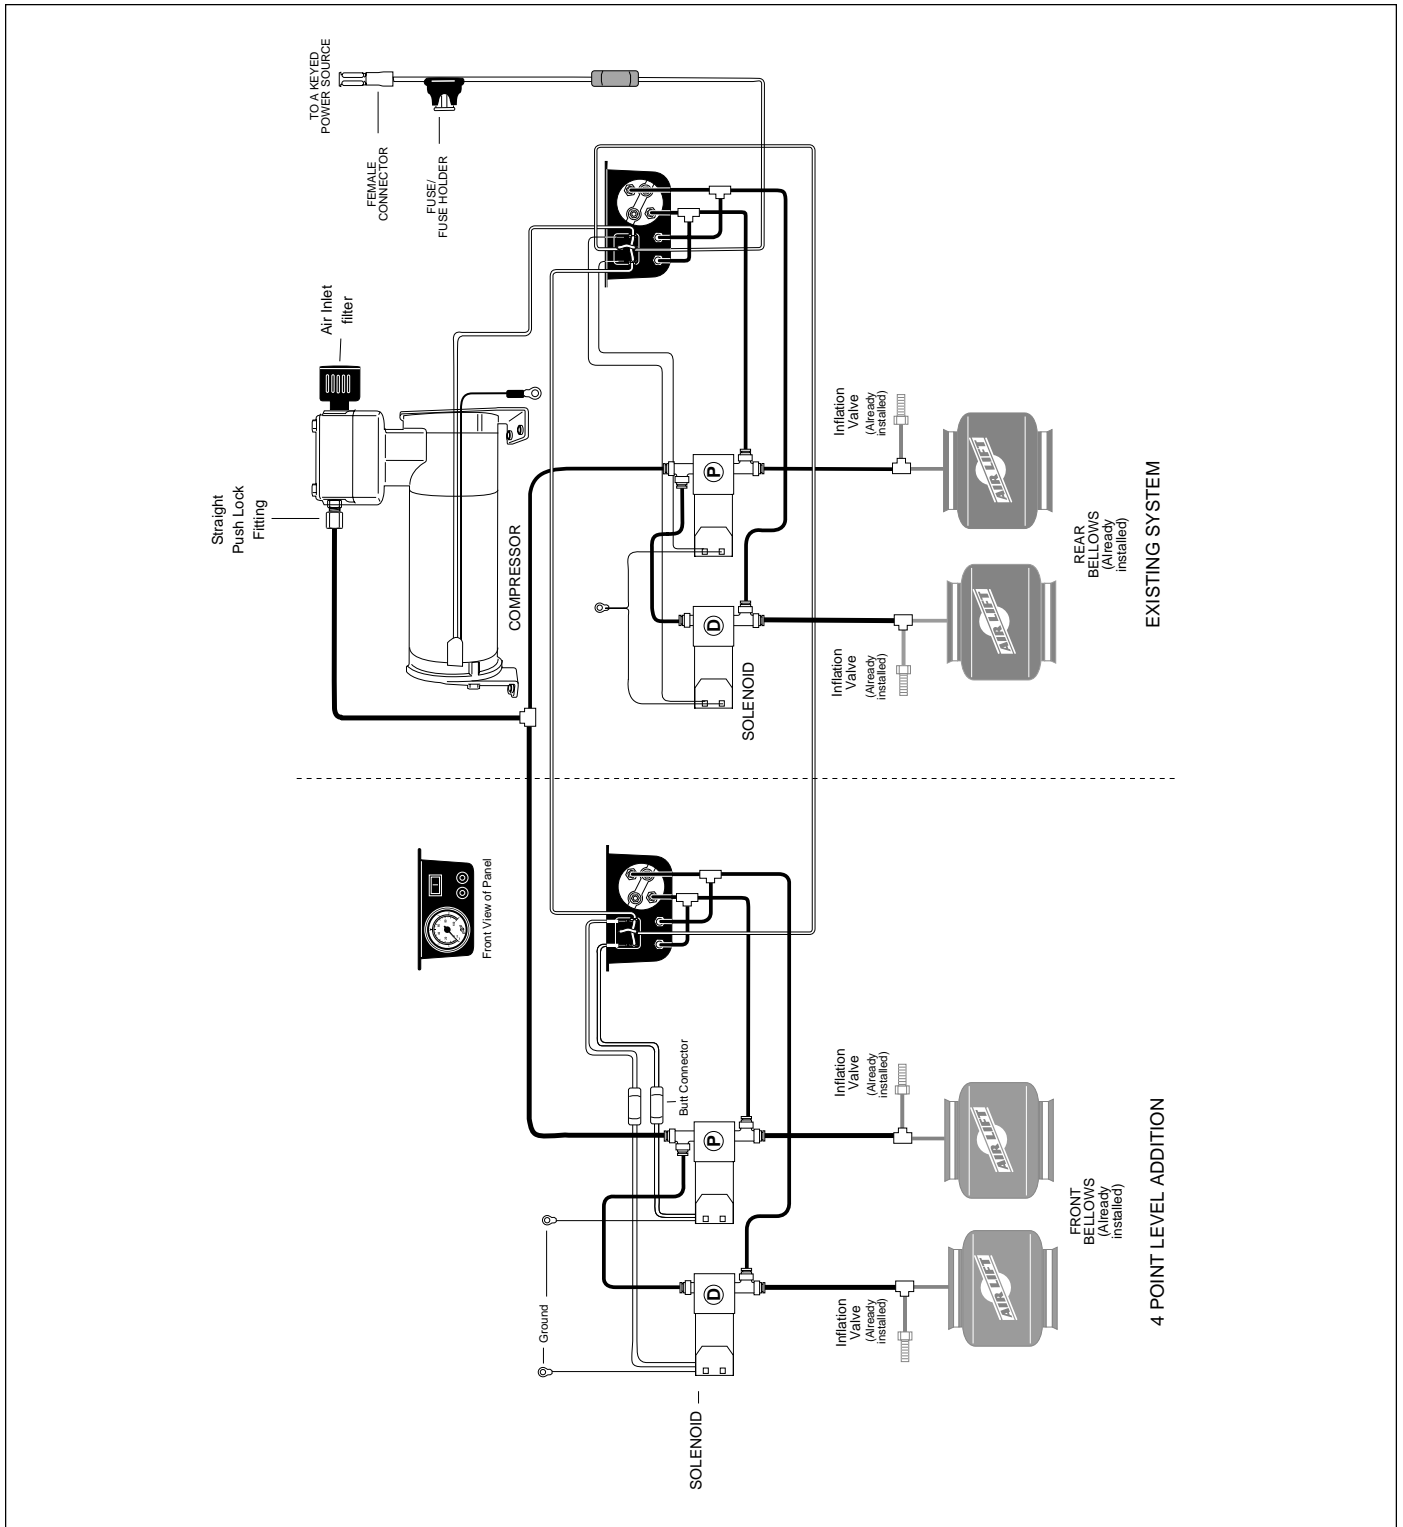 TO A KEYED
POWER SOURCE
FEMALE
CONNECTOR
FUSE/
FUSE HOLDER
Air Inlet
filter
Straight
Push Lock
Fitting
COMPRESSOR
P
D
SOLENOID
Inflation
Valve
(Already
installed)
Inflation
Valve
(Already
installed)
AIR LIFT
AIR LIFT
REAR
BELLOWS
(Already
installed)
EXISTING SYSTEM
Front View of Panel
Butt Connector
Ground
P
D
SOLENOID
Inflation
Valve
(Already
installed)
Inflation
Valve
(Already
installed)
AIR LIFT
AIR LIFT
FRONT
BELLOWS
(Already
installed)
4 POINT LEVEL ADDITION